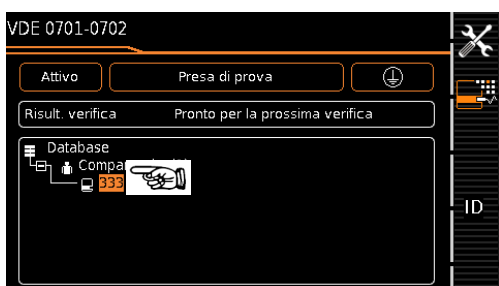 VDE 0701-0702
Attivo Presa di prova
Risult. verifica Pronto per la prossima verifica
Database
333
ID